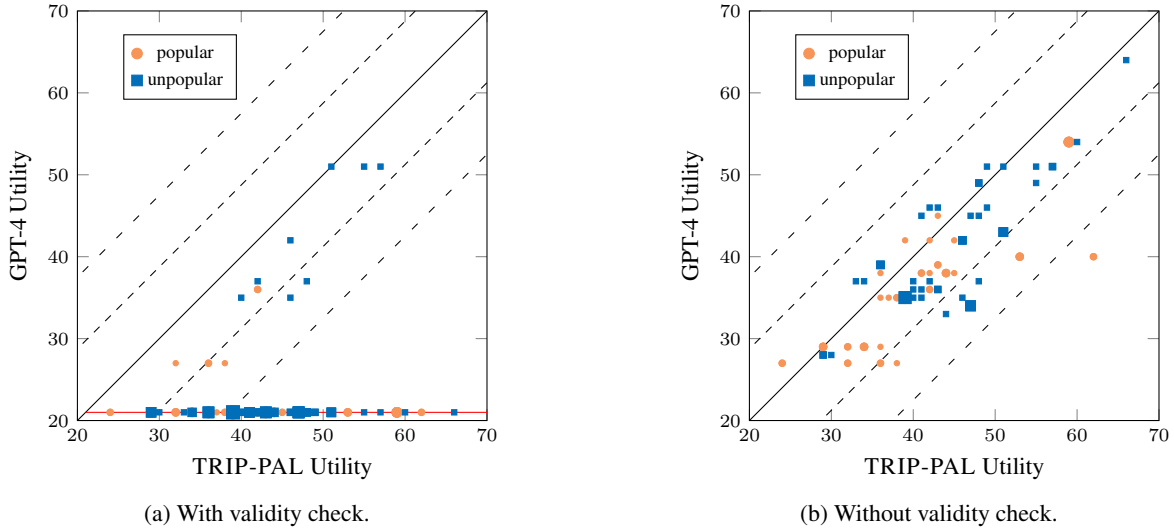 70
60
50
40
30
20
20 30 40 50 60 70
GPT-4 Utility
TRIP-PAL Utility
popular
unpopular
(a) With validity check.
70
60
50
40
30
20
20 30 40 50 60 70
GPT-4 Utility
TRIP-PAL Utility
popular
unpopular
(b) Without validity check.